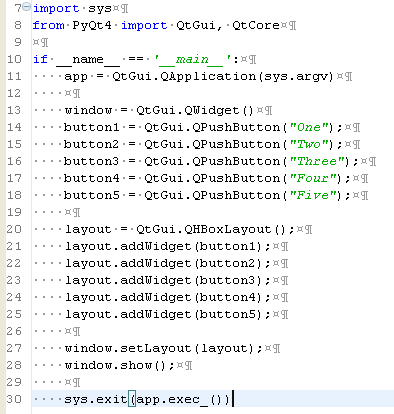 7 import sys¤¶
8 from·PyQt4·import·QtGui,·QtCore¤¶
9 ¤¶
10 if·__name__·==·'__main__':¤¶
11 ····app·=·QtGui.QApplication(sys.argv)¤¶
12 ····¤¶
13 ····window·=·QtGui.QWidget()¤¶
14 ····button1·=·QtGui.QPushButton("One");¤¶
15 ····button2·=·QtGui.QPushButton("Two");¤¶
16 ····button3·=·QtGui.QPushButton("Three");¤¶
17 ····button4·=·QtGui.QPushButton("Four");¤¶
18 ····button5·=·QtGui.QPushButton("Five");¤¶
19 ····¤¶
20 ····layout·=·QtGui.QHBoxLayout();¤¶
21 ····layout.addWidget(button1);¤¶
22 ····layout.addWidget(button2);¤¶
23 ····layout.addWidget(button3);¤¶
24 ····layout.addWidget(button4);¤¶
25 ····layout.addWidget(button5);¤¶
26 ····¤¶
27 ····window.setLayout(layout);¤¶
28 ····window.show();¤¶
29 ····¤¶
30 ····sys.exit(app.exec_())